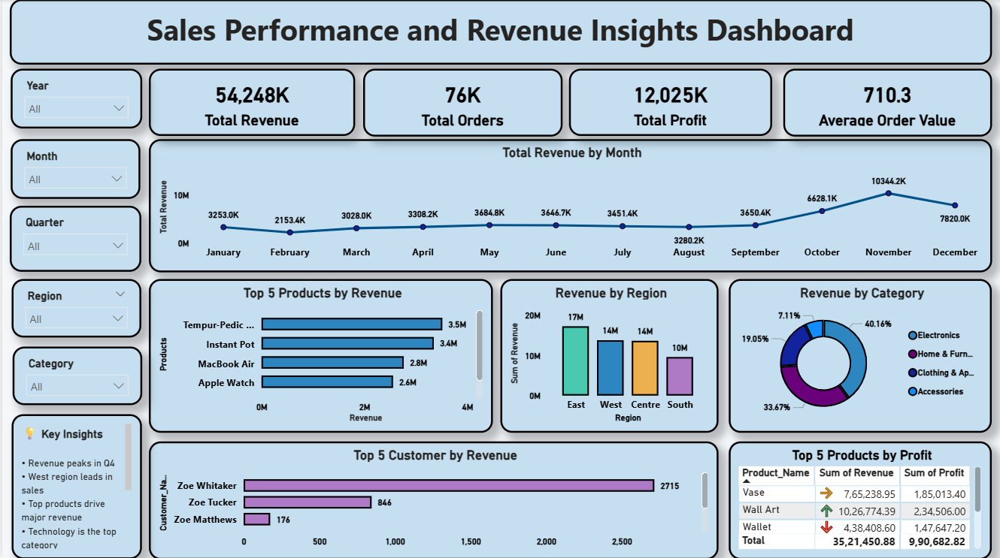 Sales Performance and Revenue Insights Dashboard
Year
All
54,248K
Total Revenue
76K
Total Orders
12,025K
Total Profit
710.3
Average Order Value
Month
All
Quarter
All
Region
All
Category
All
Total Revenue by Month
Total Revenue
10M
0M
3253.0K
2153.4K
3028.0K
3308.2K
3684.8K
3646.7K
3451.4K
3280.2K
3650.4K
6628.1K
10344.2K
7820.0K
January
February
March
April
May
June
July
August
September
October
November
December
Top 5 Products by Revenue
Products
Tempur-Pedic ...
3.5M
Instant Pot
3.4M
MacBook Air
2.8M
Apple Watch
2.6M
0M
2M
4M
Revenue
Revenue by Region
Sum of Revenue
20M
10M
0M
17M
14M
14M
10M
East
West
Centre
South
Region
Revenue by Category
7.11%
40.16%
19.05%
33.67%
Electronics
Home & Furn...
Clothing & Ap...
Accessories
💡 Key Insights
• Revenue peaks in Q4
• West region leads in
sales
• Top products drive
major revenue
• Technology is the top
category
Top 5 Customer by Revenue
Customer_Na...
Zoe Whitaker
2715
Zoe Tucker
846
Zoe Matthews
176
0
500
1,000
1,500
2,000
2,500
Top 5 Products by Profit
Product_Name Sum of Revenue Sum of Profit
Vase 7,65,238.95 1,85,013.40
Wall Art 10,26,774.39 2,34,506.00
Wallet 4,38,408.60 1,47,647.20
Total 35,21,450.88 9,90,682.82